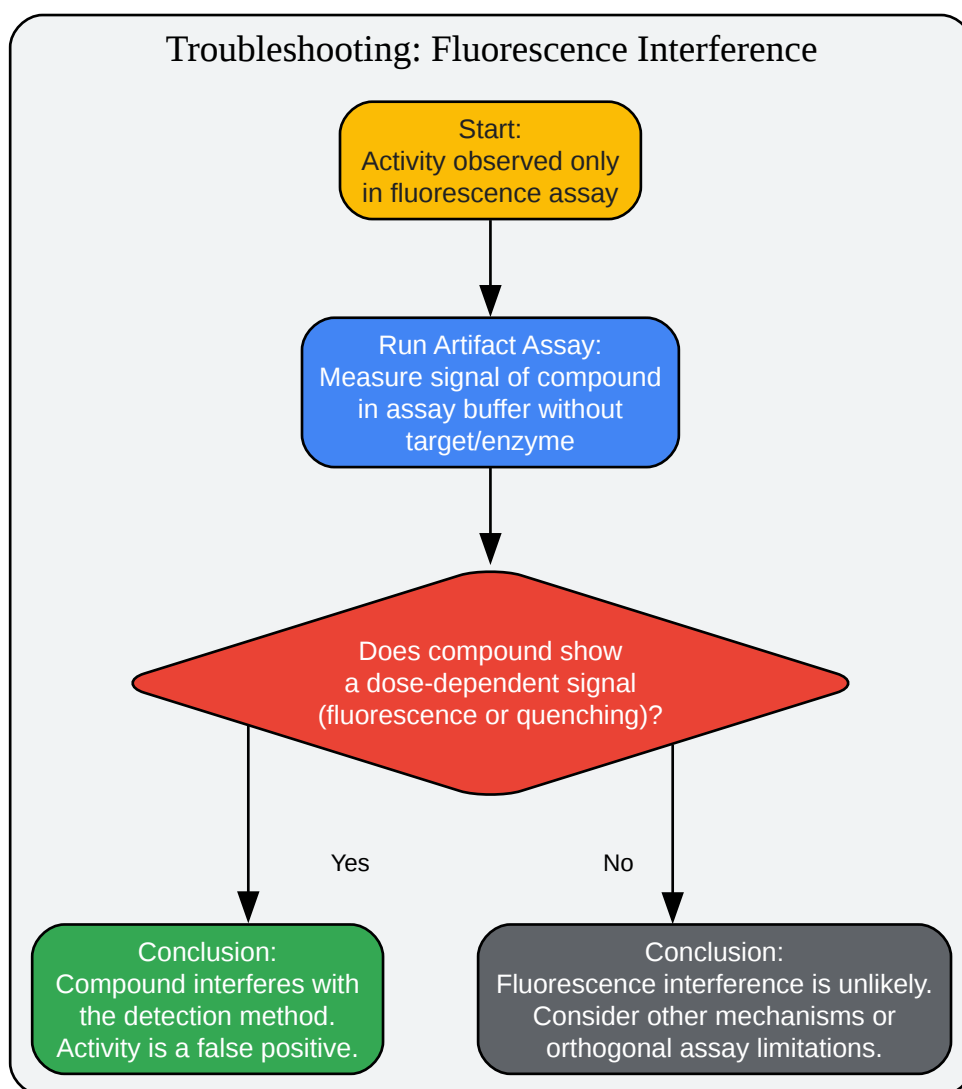 Troubleshooting: Fluorescence Interference
Start:
Activity observed only
in fluorescence assay
Run Artifact Assay:
Measure signal of compound
in assay buffer without
target/enzyme
Does compound show
a dose-dependent signal
(fluorescence or quenching)?
Yes
No
Conclusion:
Compound interferes with
the detection method.
Activity is a false positive.
Conclusion:
Fluorescence interference is unlikely.
Consider other mechanisms or
orthogonal assay limitations.